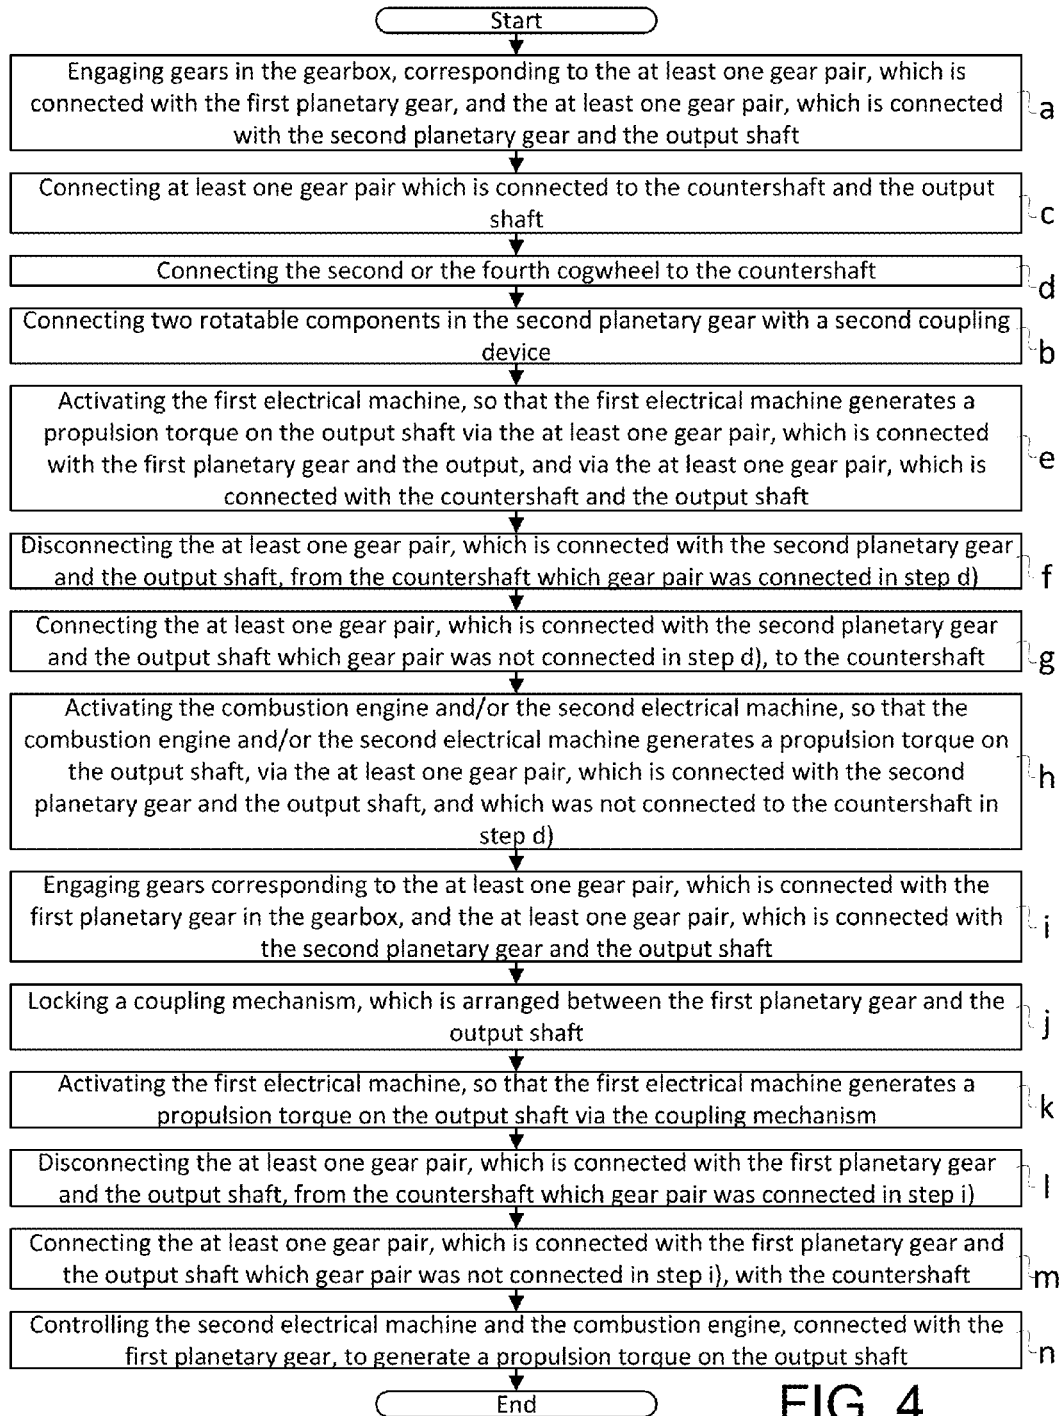 Start
Engaging gears in the gearbox, corresponding to the at least one gear pair, which is
connected with the first planetary gear, and the at least one gear pair, which is connected
with the second planetary gear and the output shaft
a
Connecting at least one gear pair which is connected to the countershaft and the output
shaft
c
Connecting the second or the fourth cogwheel to the countershaft
d
Connecting two rotatable components in the second planetary gear with a second coupling
device
b
Activating the first electrical machine, so that the first electrical machine generates a
propulsion torque on the output shaft via the at least one gear pair, which is connected
with the first planetary gear and the output, and via the at least one gear pair, which is
connected with the countershaft and the output shaft
e
Disconnecting the at least one gear pair, which is connected with the second planetary gear
and the output shaft, from the countershaft which gear pair was connected in step d)
f
Connecting the at least one gear pair, which is connected with the second planetary gear
and the output shaft which gear pair was not connected in step d), to the countershaft
g
Activating the combustion engine and/or the second electrical machine, so that the
combustion engine and/or the second electrical machine generates a propulsion torque on
the output shaft, via the at least one gear pair, which is connected with the second
planetary gear and the output shaft, and which was not connected to the countershaft in
step d)
h
Engaging gears corresponding to the at least one gear pair, which is connected with the
first planetary gear in the gearbox, and the at least one gear pair, which is connected with
the second planetary gear and the output shaft
i
Locking a coupling mechanism, which is arranged between the first planetary gear and the
output shaft
j
Activating the first electrical machine, so that the first electrical machine generates a
propulsion torque on the output shaft via the coupling mechanism
k
Disconnecting the at least one gear pair, which is connected with the first planetary gear
and the output shaft, from the countershaft which gear pair was connected in step i)
l
Connecting the at least one gear pair, which is connected with the first planetary gear and
the output shaft which gear pair was not connected in step i), with the countershaft
m
Controlling the second electrical machine and the combustion engine, connected with the
first planetary gear, to generate a propulsion torque on the output shaft
n
End
FIG. 4